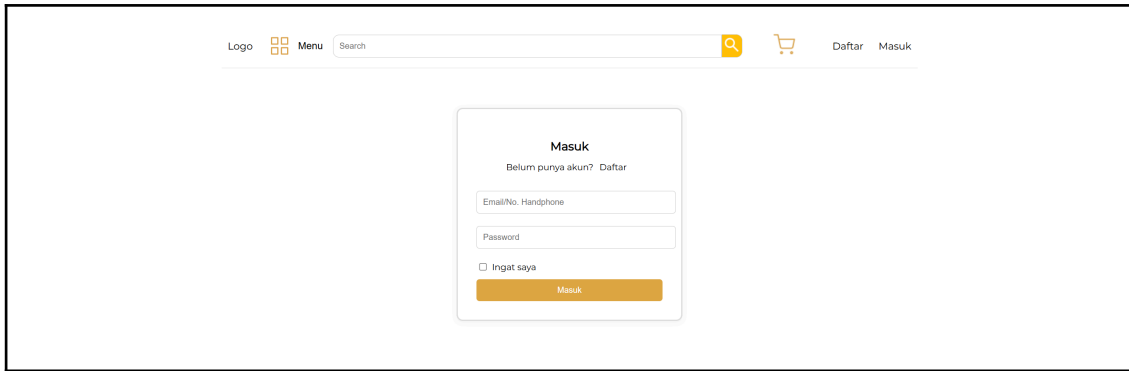 Logo Menu Search Daftar Masuk
Masuk
Belum punya akun? Daftar
Email/No. Handphone
Password
Ingat saya
Masuk